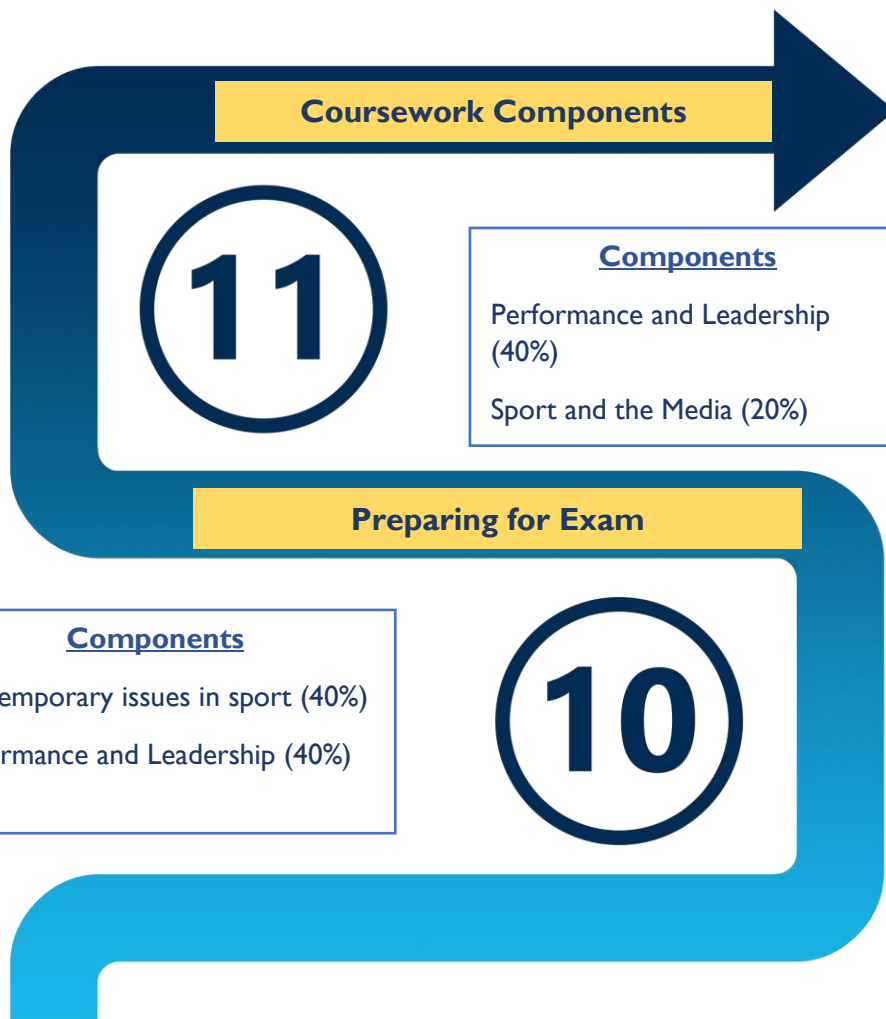 Coursework Components
11
Components
Performance and Leadership
(40%)
Sport and the Media (20%)
Preparing for Exam
Components
issues in sport (40%)
and Leadership (40%)
10